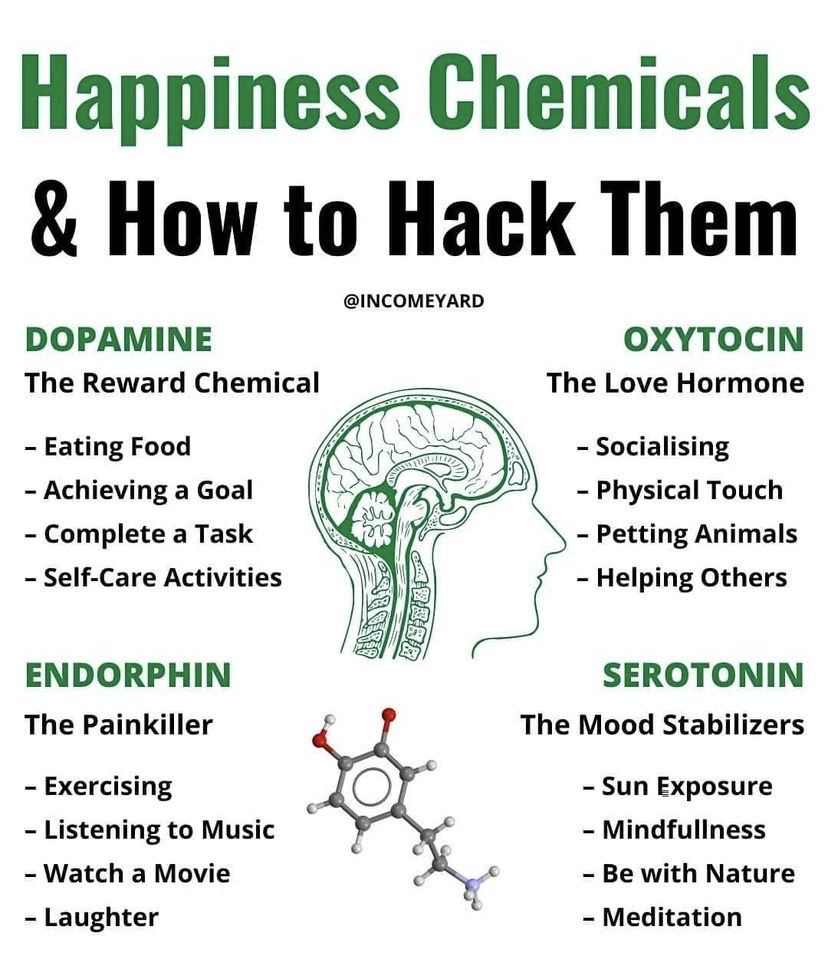 Happiness Chemicals
& How to Hack Them
@INCOMEYARD
DOPAMINE
The Reward Chemical
– Eating Food
– Achieving a Goal
– Complete a Task
– Self-Care Activities
OXYTOCIN
The Love Hormone
– Socialising
– Physical Touch
– Petting Animals
– Helping Others
ENDORPHIN
The Painkiller
– Exercising
– Listening to Music
– Watch a Movie
– Laughter
SEROTONIN
The Mood Stabilizers
– Sun Exposure
– Mindfullness
– Be with Nature
– Meditation